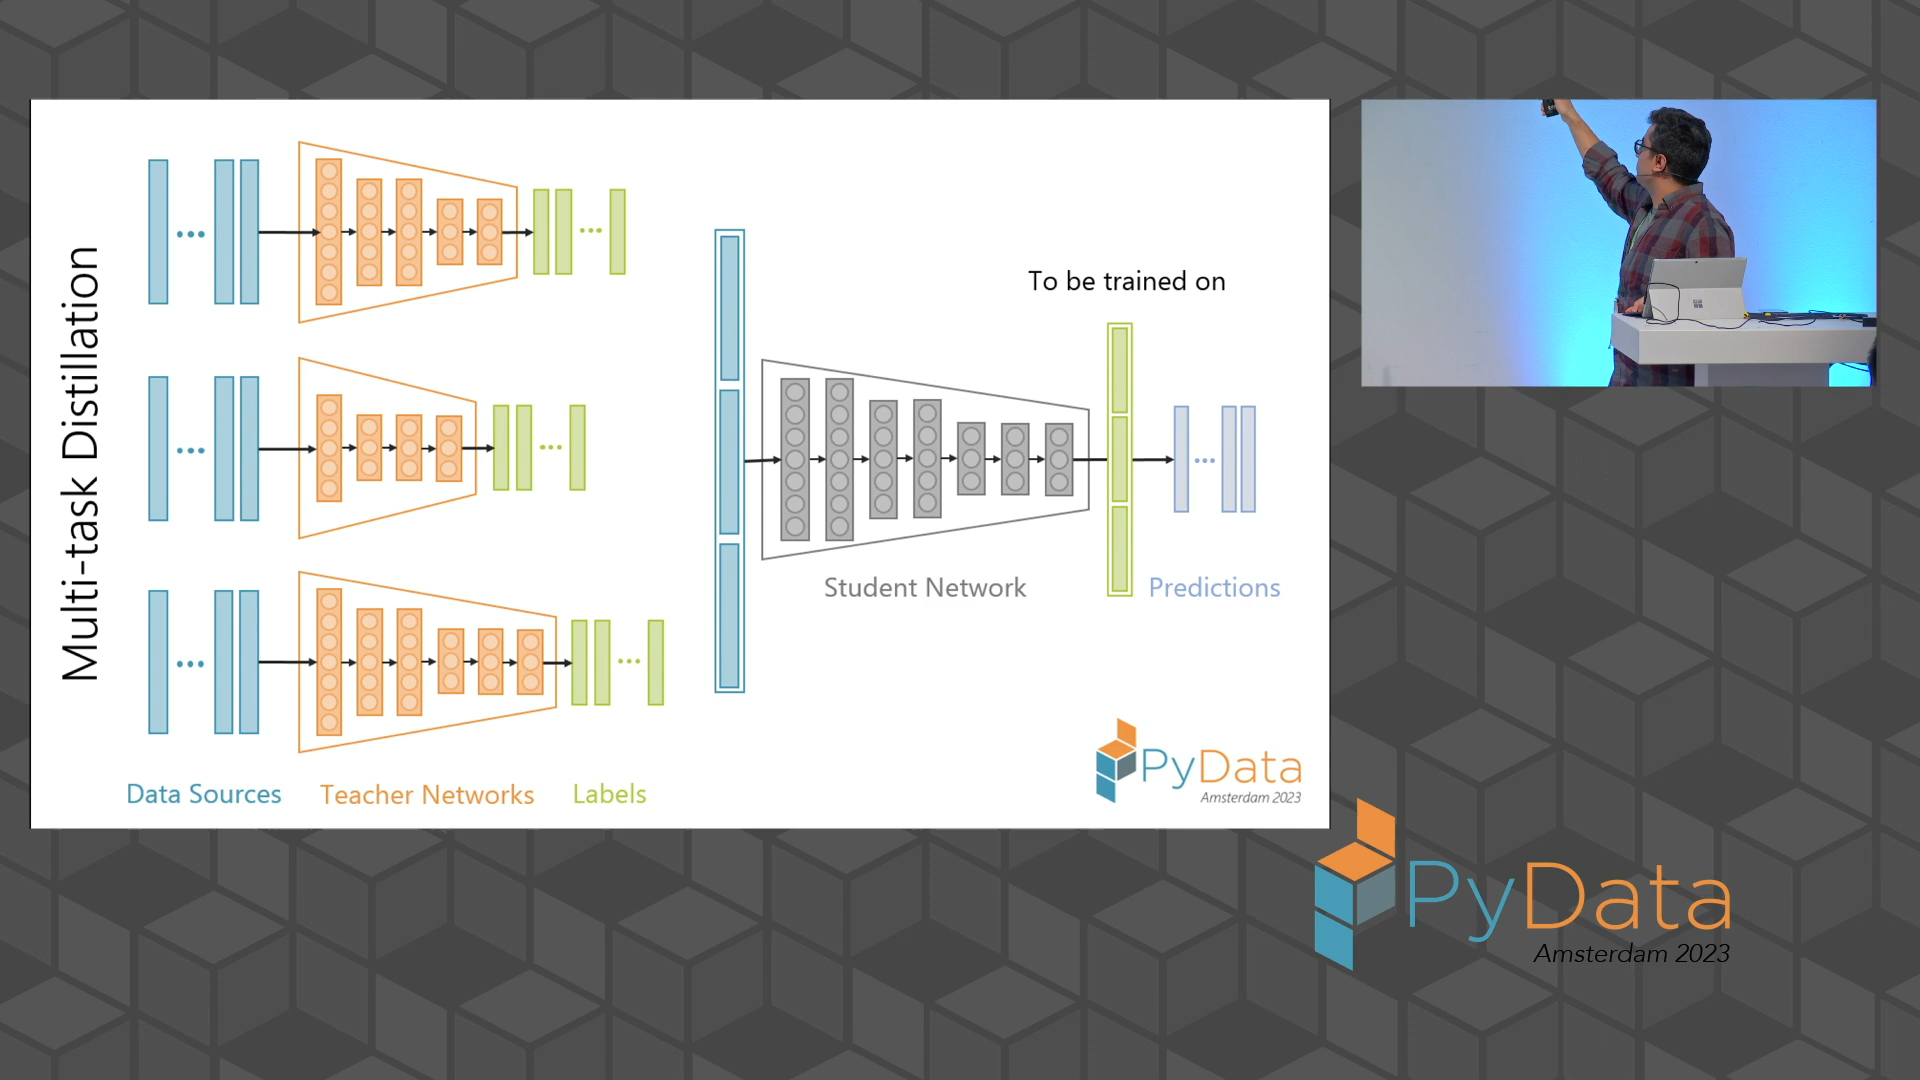 Multi-task Distillation
To be trained on
Student Network
Predictions
Data Sources
Teacher Networks
Labels
PyData
Amsterdam 2023
PyData
Amsterdam 2023